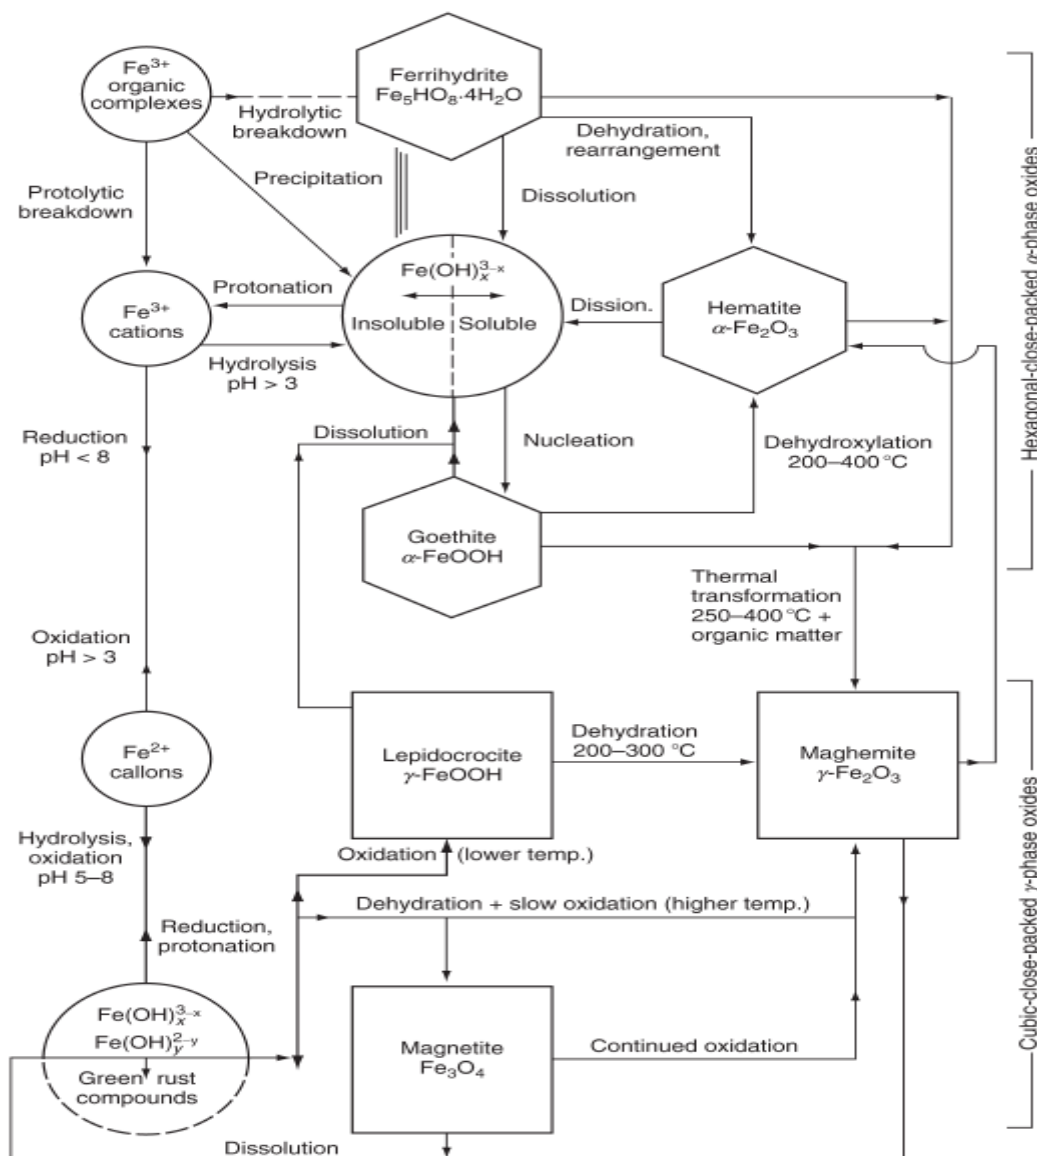 Fe³⁺
organic
complexes
Hydrolytic
breakdown
Ferrihydrite
Fe₅HO₈·4H₂O
Dehydration,
rearrangement
Precipitation
Protolytic
breakdown
Dissolution
Fe(OH)ₓ³⁻ˣ
Insoluble
Soluble
Protonation
Fe³⁺
cations
Hydrolysis
pH > 3
Dission.
Hematite
α-Fe₂O₃
Reduction
pH < 8
Dissolution
Nucleation
Dehydroxylation
200–400 °C
Goethite
α-FeOOH
Thermal
transformation
250–400 °C +
organic matter
Oxidation
pH > 3
Fe²⁺
callons
Lepidocrocite
γ-FeOOH
Dehydration
200–300 °C
Maghemite
γ-Fe₂O₃
Hydrolysis,
oxidation
pH 5–8
Oxidation (lower temp.)
Dehydration + slow oxidation (higher temp.)
Reduction,
protonation
Fe(OH)ₓ³⁻ˣ
Fe(OH)ᵧ²⁻ʸ
Green rust
compounds
Magnetite
Fe₃O₄
Continued oxidation
Dissolution
Hexagonal-close-packed α-phase oxides
Cubic-close-packed γ-phase oxides